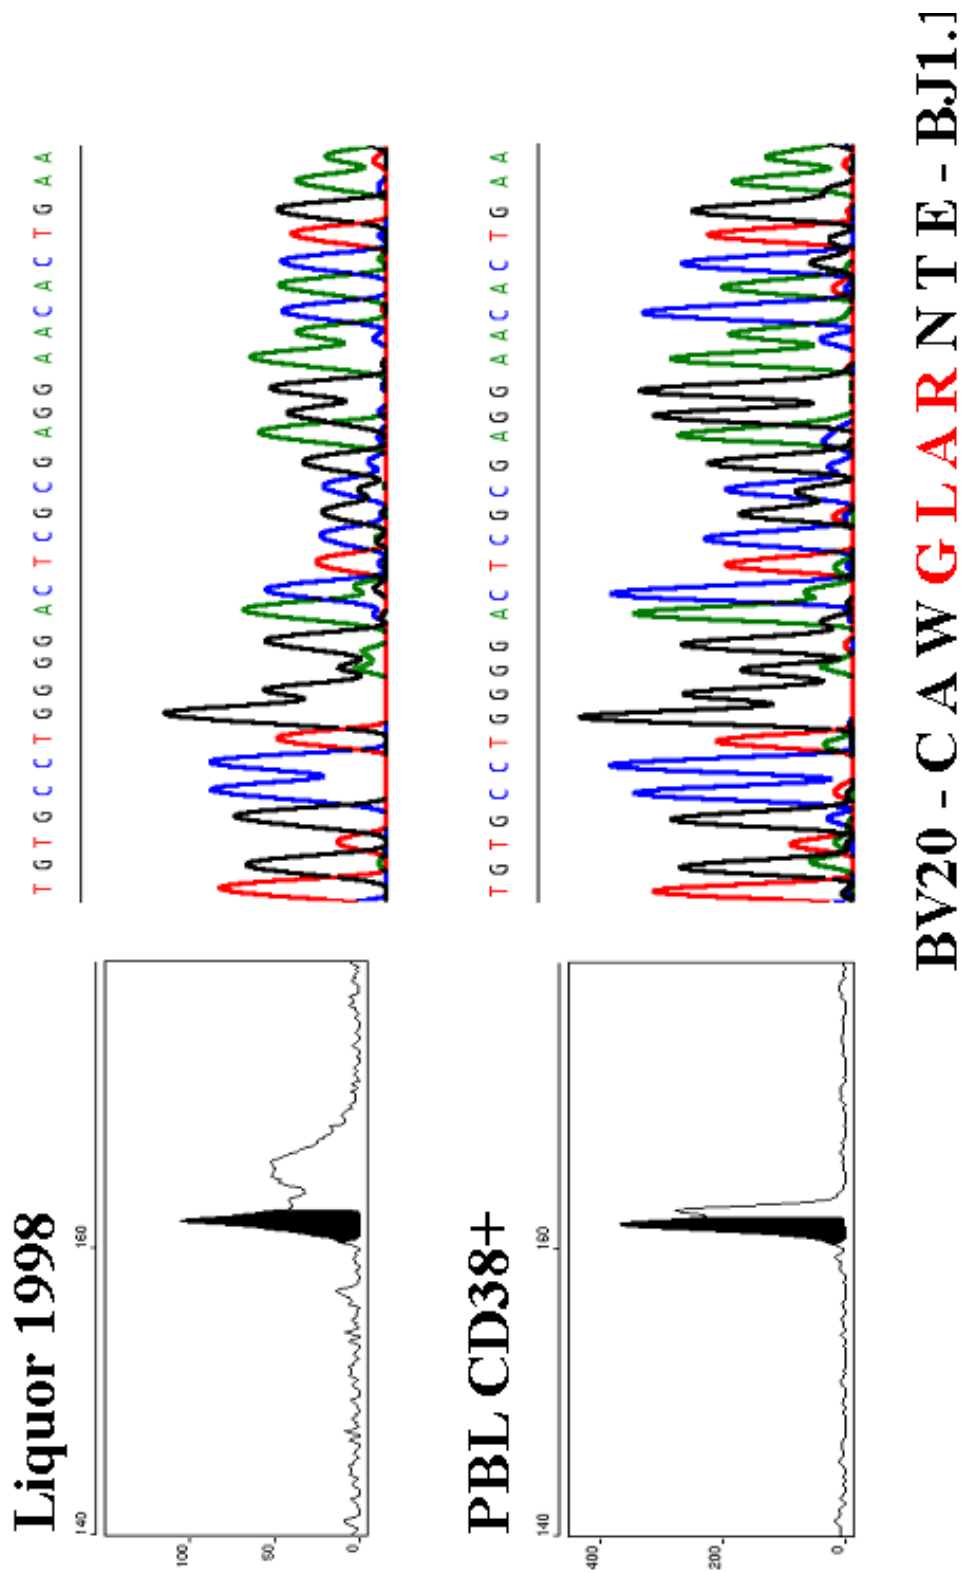 Liquor 1998
140 160
100
50
0
T G T G C C T G G G G A C T C G C G A G G A A C A C T G A A
PBL CD38+
140 160
400
200
0
T G T G C C T G G G G A C T C G C G A G G A A C A C T G A A
BV20 - C A W G L A R N T E - BJ1.1